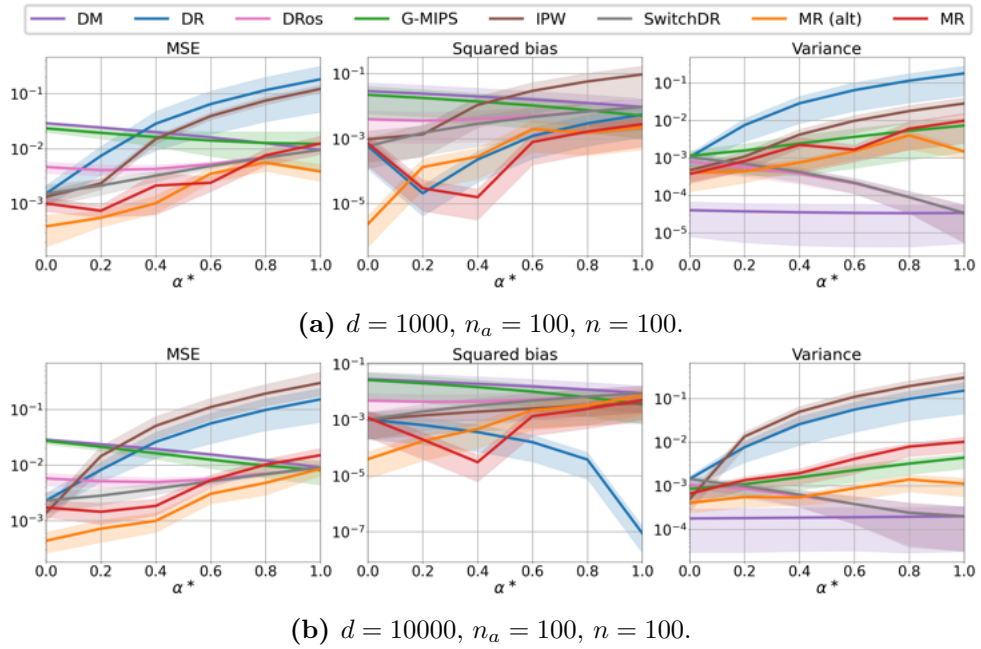 DM DR DRos G-MIPS IPW SwitchDR MR (alt) MR
MSE Squared bias Variance
10⁻¹ 10⁻¹ 10⁻¹
10⁻² 10⁻³ 10⁻²
10⁻³ 10⁻⁵ 10⁻³
10⁻⁴
10⁻⁵
0.0 0.2 0.4 0.6 0.8 1.0 0.0 0.2 0.4 0.6 0.8 1.0 0.0 0.2 0.4 0.6 0.8 1.0
α* α* α*
(a) d = 1000, nₐ = 100, n = 100.
MSE Squared bias Variance
10⁻¹ 10⁻¹ 10⁻¹
10⁻² 10⁻³ 10⁻²
10⁻³ 10⁻⁵ 10⁻³
10⁻⁷ 10⁻⁴
0.0 0.2 0.4 0.6 0.8 1.0 0.0 0.2 0.4 0.6 0.8 1.0 0.0 0.2 0.4 0.6 0.8 1.0
α* α* α*
(b) d = 10000, nₐ = 100, n = 100.